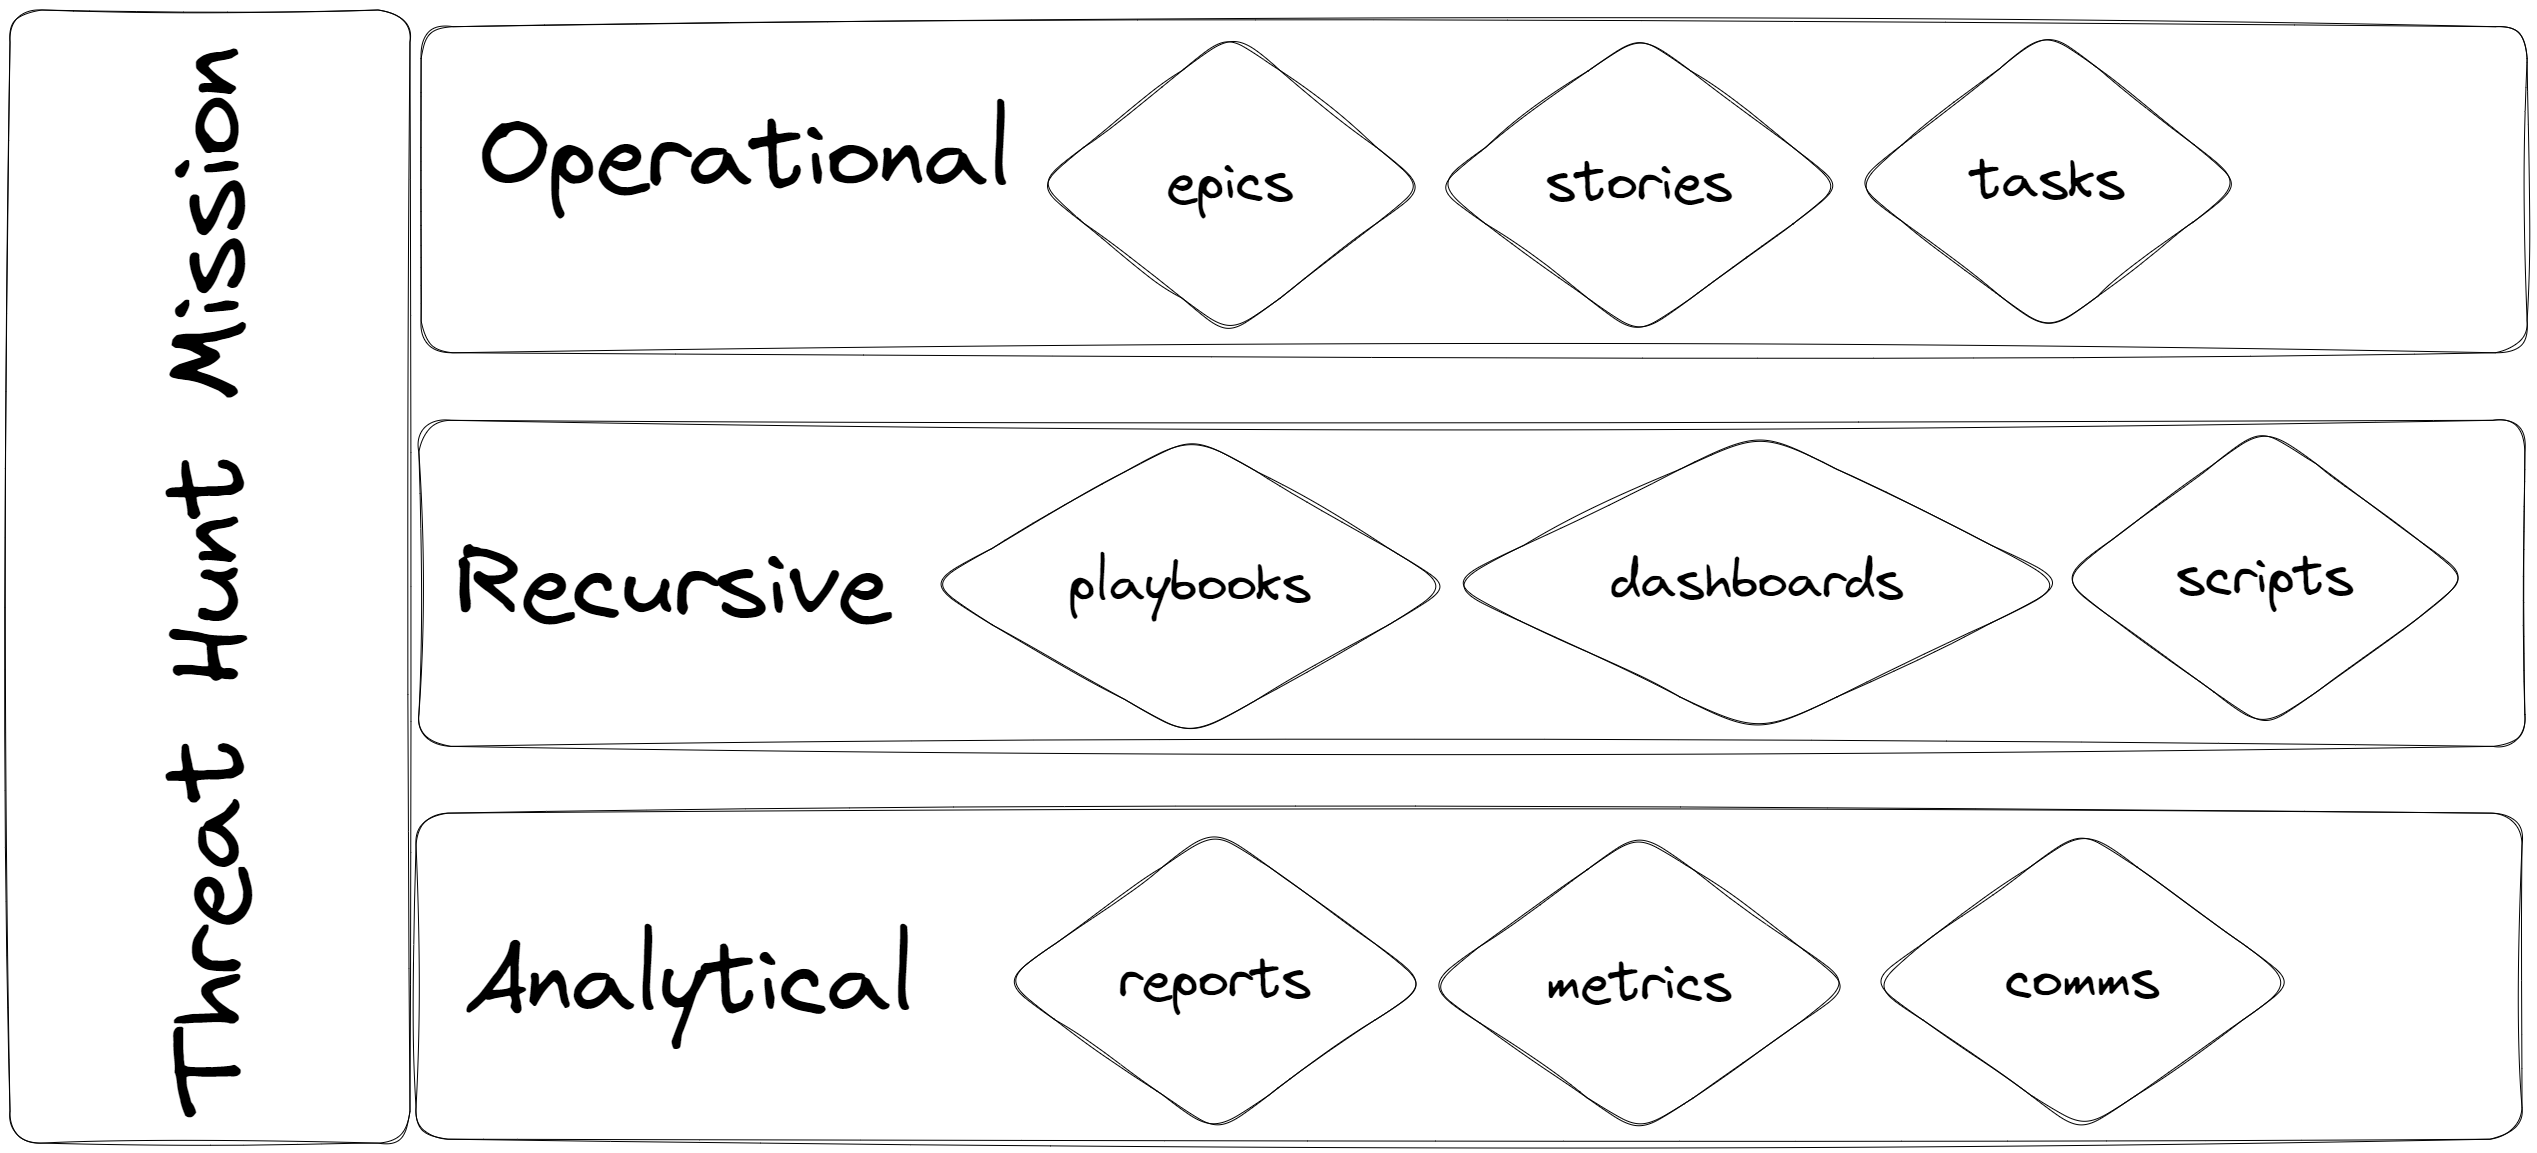 Threat Hunt Mission
Operational
epics
stories
tasks
Recursive
playbooks
dashboards
scripts
Analytical
reports
metrics
comms